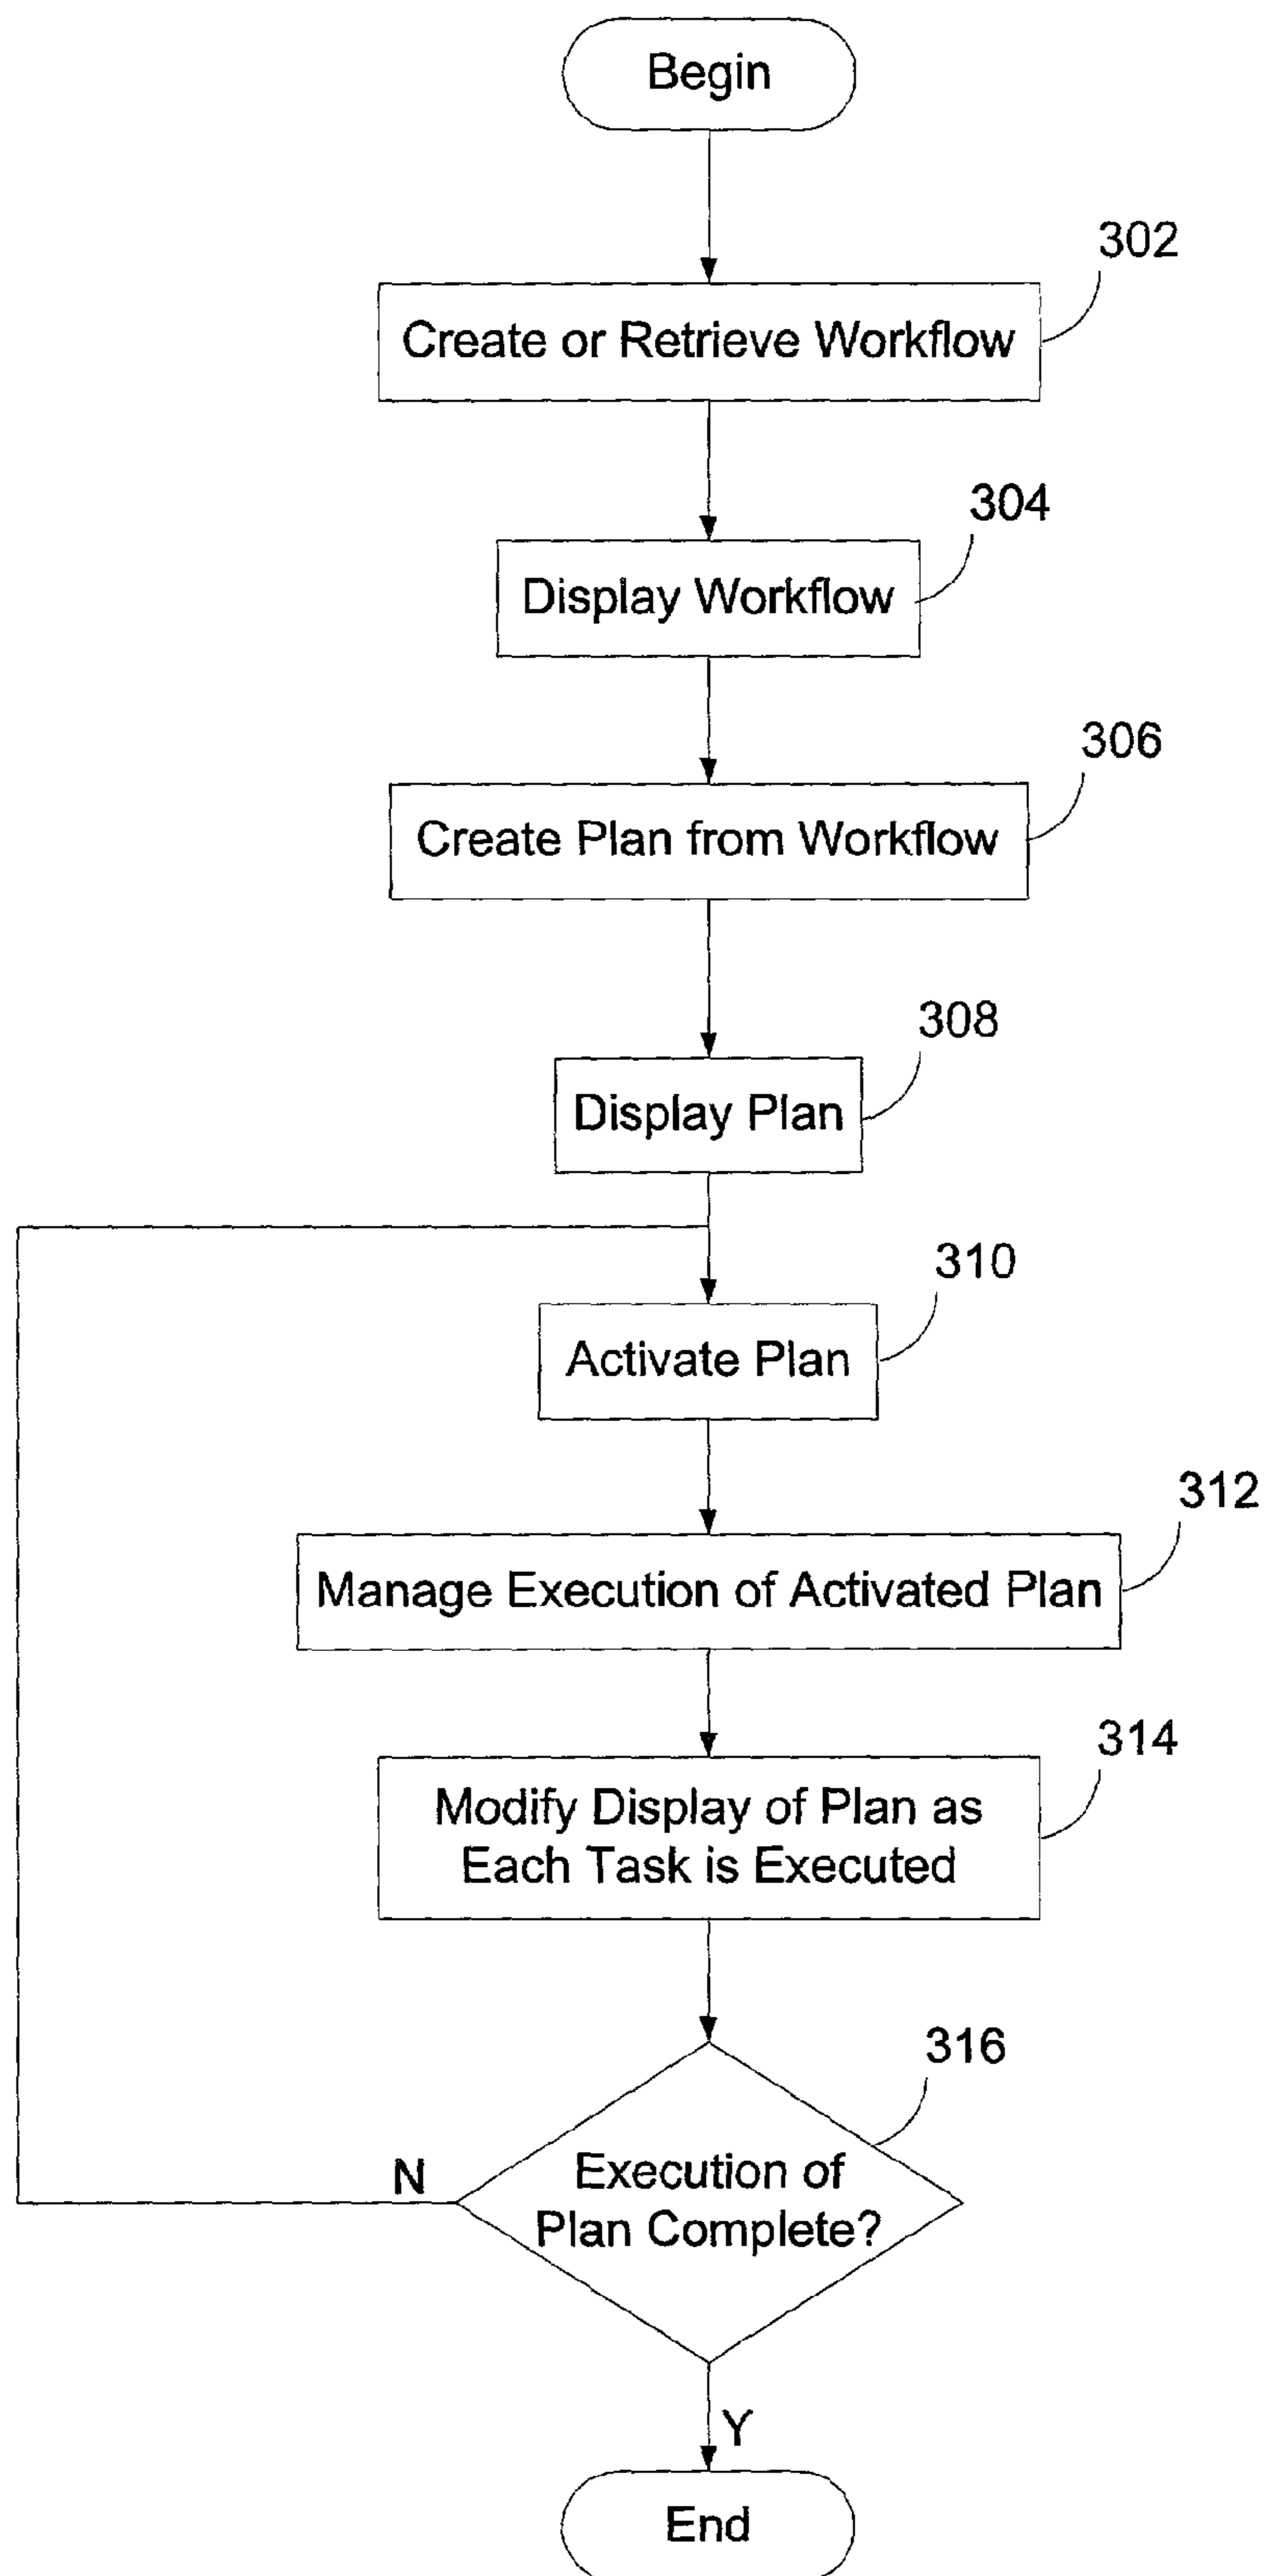 Begin
302
Create or Retrieve Workflow
304
Display Workflow
306
Create Plan from Workflow
308
Display Plan
310
Activate Plan
312
Manage Execution of Activated Plan
314
Modify Display of Plan as
Each Task is Executed
316
Execution of
Plan Complete?
N
Y
End